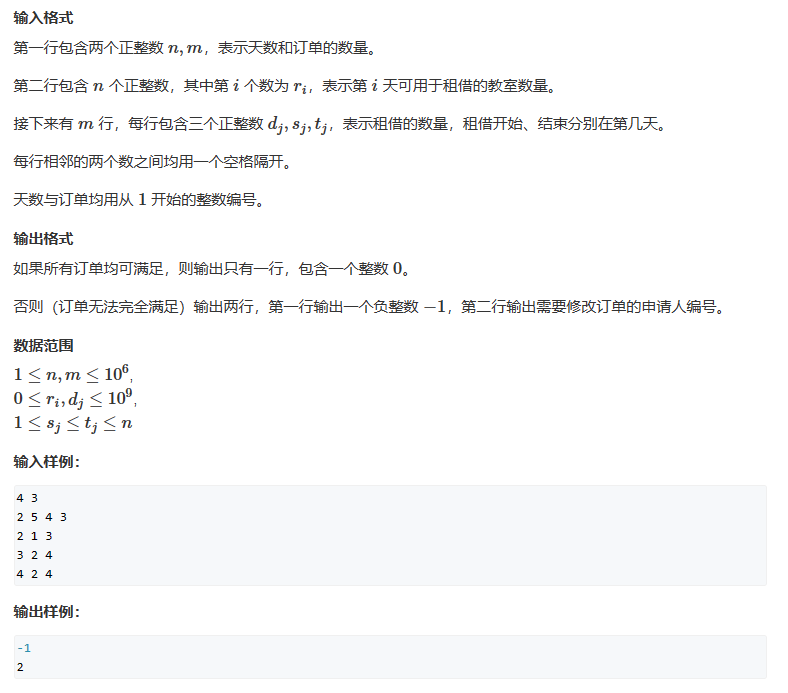 输入格式
第一行包含两个正整数 n, m，表示天数和订单的数量。
第二行包含 n 个正整数，其中第 i 个数为 r_i，表示第 i 天可用于租借的教室数量。
接下来有 m 行，每行包含三个正整数 d_j, s_j, t_j，表示租借的数量，租借开始、结束分别在第几天。
每行相邻的两个数之间均用一个空格隔开。
天数与订单均用从 1 开始的整数编号。
输出格式
如果所有订单均可满足，则输出只有一行，包含一个整数 0。
否则（订单无法完全满足）输出两行，第一行输出一个负整数 −1，第二行输出需要修改订单的申请人编号。
数据范围
1 ≤ n, m ≤ 10^6,
0 ≤ r_i, d_j ≤ 10^9,
1 ≤ s_j ≤ t_j ≤ n
输入样例：
4 3
2 5 4 3
2 1 3
3 2 4
4 2 4
输出样例：
-1
2